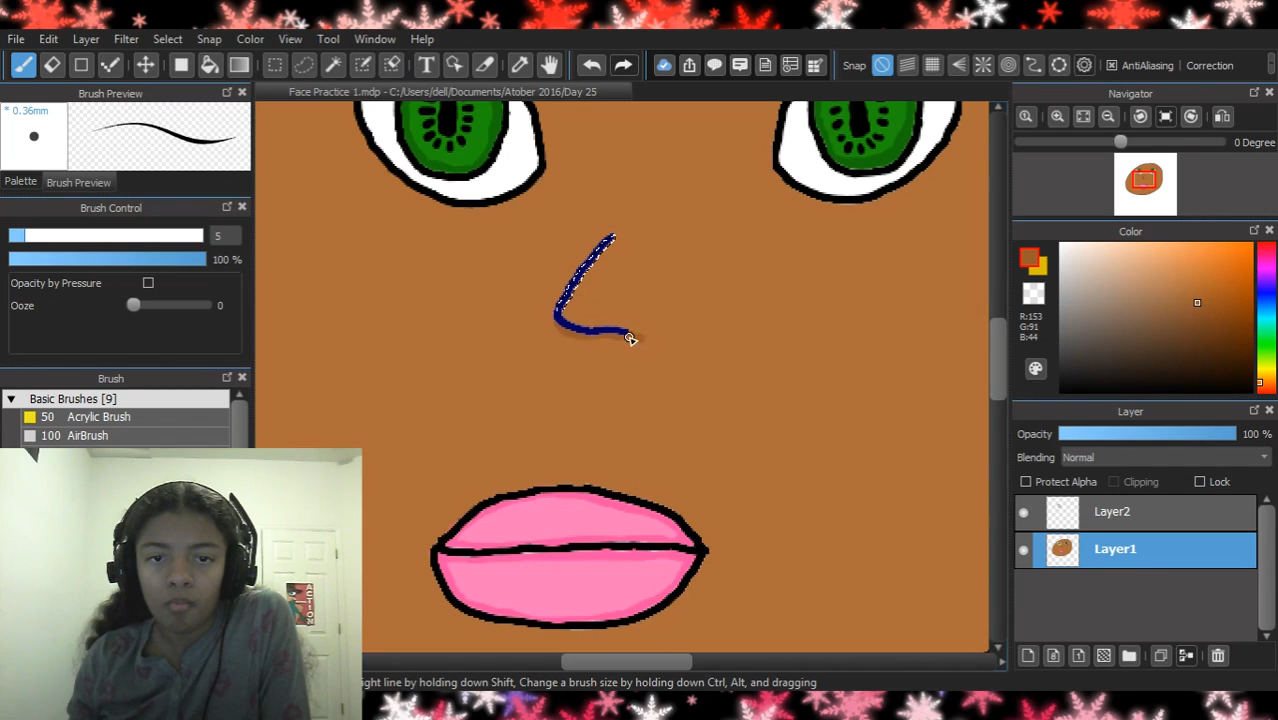 File Edit Layer Filter Select Snap Color View Tool Window Help
T Snap AntiAliasing Correction
Brush Preview
Face Practice 1.mdp - C:/Users/dell/Documents/Atober 2016/Day 25
Navigator
* 0.36mm
0 Degree
Palette Brush Preview
Brush Control
5
100 %
Opacity by Pressure
Ooze 0
Brush
Basic Brushes [9]
50 Acrylic Brush
100 AirBrush
Color
R:153
G:91
B:44
Layer
Opacity 100 %
Blending Normal
Protect Alpha Clipping Lock
Layer2
Layer1
ACTION
ight line by holding down Shift, Change a brush size by holding down Ctrl, Alt, and dragging